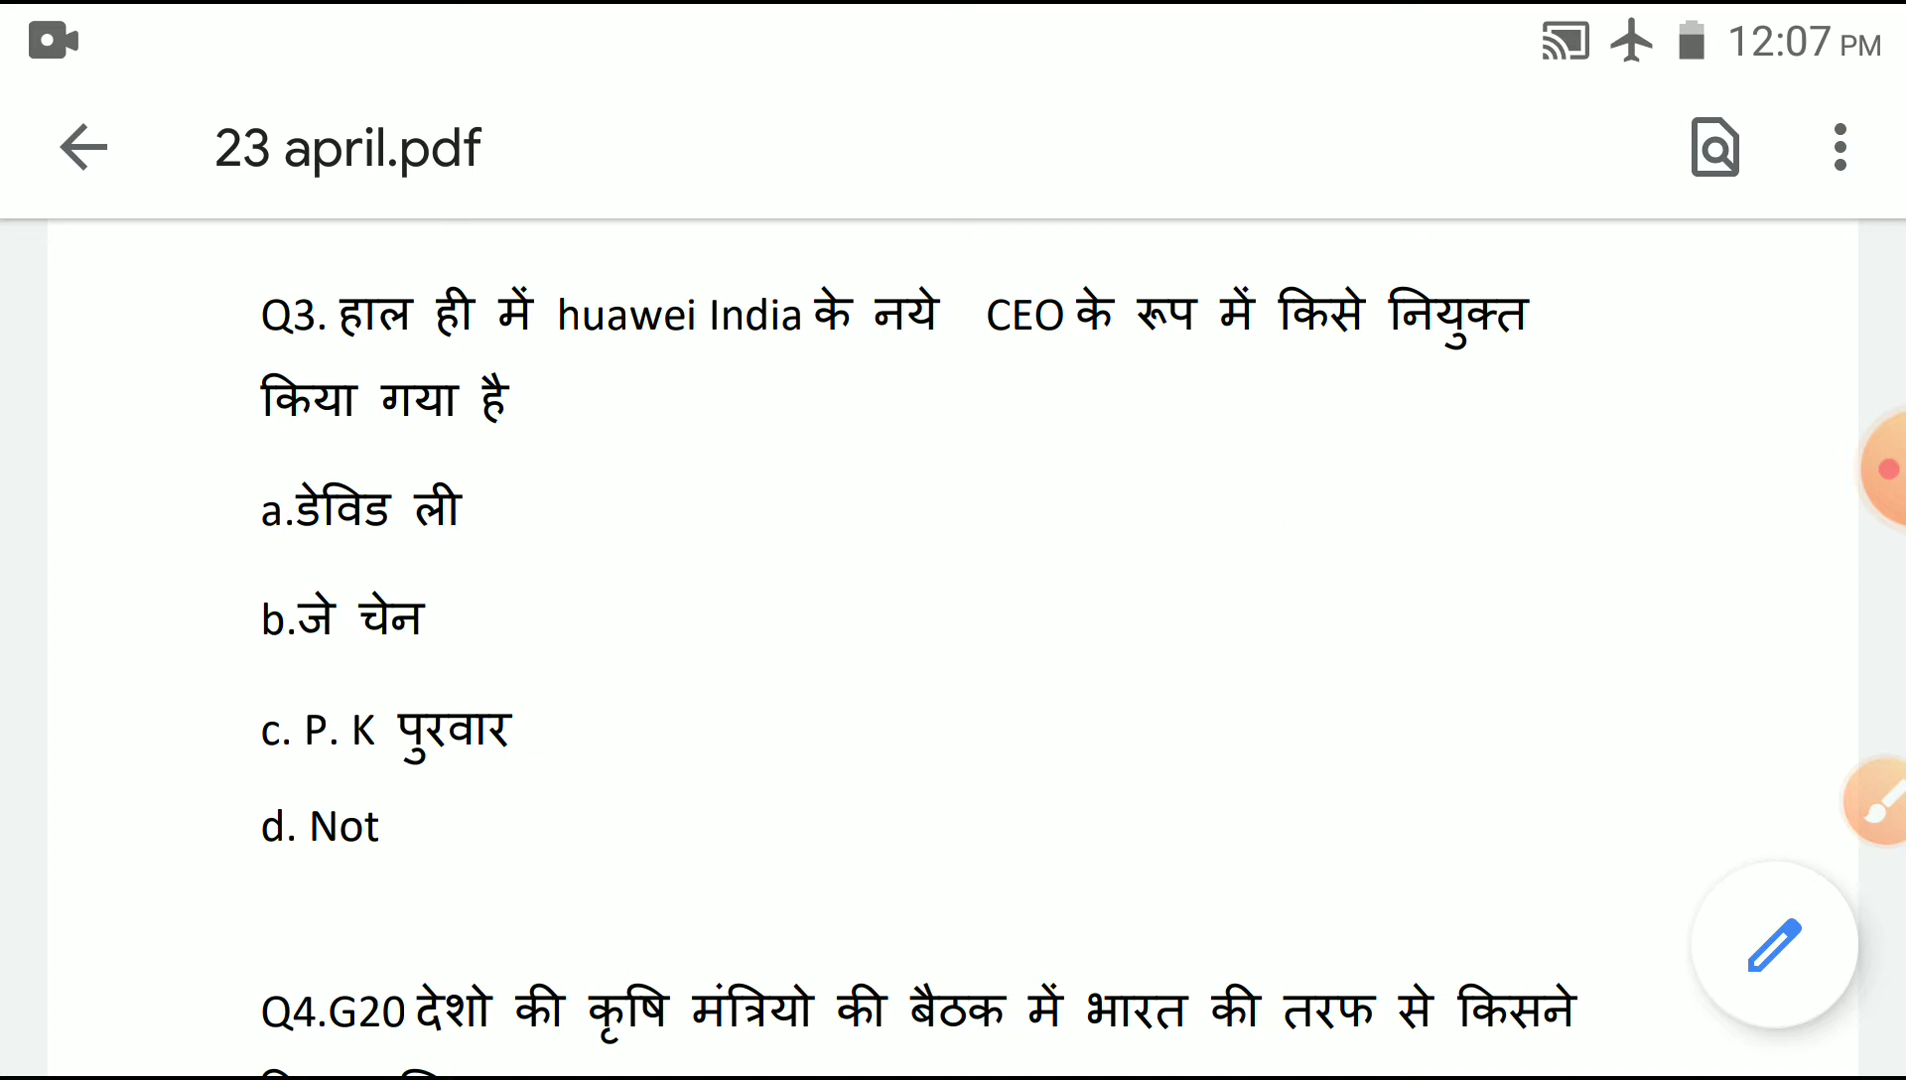 12:07 PM
23 april.pdf
Q3. हाल ही में huawei India के नये CEO के रूप में किसे नियुक्त
किया गया है
a.डेविड ली
b.जे चेन
c. P. K पुरवार
d. Not
Q4.G20 देशो की कृषि मंत्रियो की बैठक में भारत की तरफ से किसने